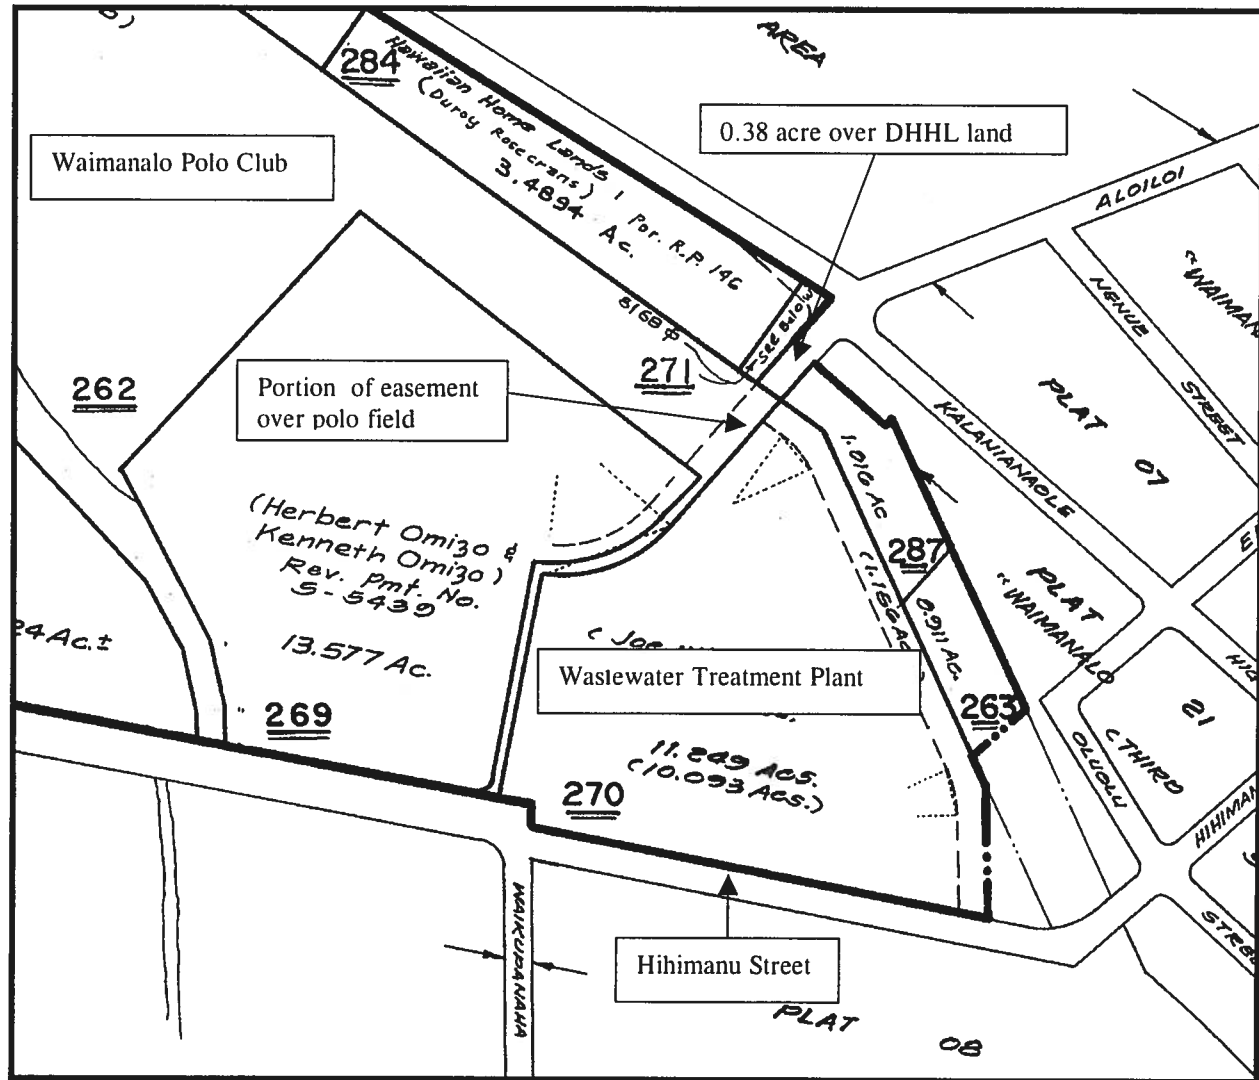 AREA
284
Hawaiian Home Lands
(Duroy Rosecrans)
3.4894 Ac.
Por. R.P. 146
0.38 acre over DHHL land
Waimanalo Polo Club
ALOILOI
"WAIMAN
NENUE
STREET
8168 ф
See Below
271
262
Portion of easement
over polo field
PLAT 07
KALANIANAOLE
1.016 Ac
(1.156 Ac.
287
0.911 Ac.
PLAT
"WAIMANALO
(Herbert Omizo &
Kenneth Omizo)
Rev. Pmt. No.
S-5439
13.577 Ac.
24 Ac.±
( Joe
Wastewater Treatment Plant
269
263
11.249 Acs.
(10.093 Acs.)
270
21
(THIRD
OLUOLU
HIHIMAN
STREE
WAIKUPANAHA
Hihimanu Street
PLAT
08